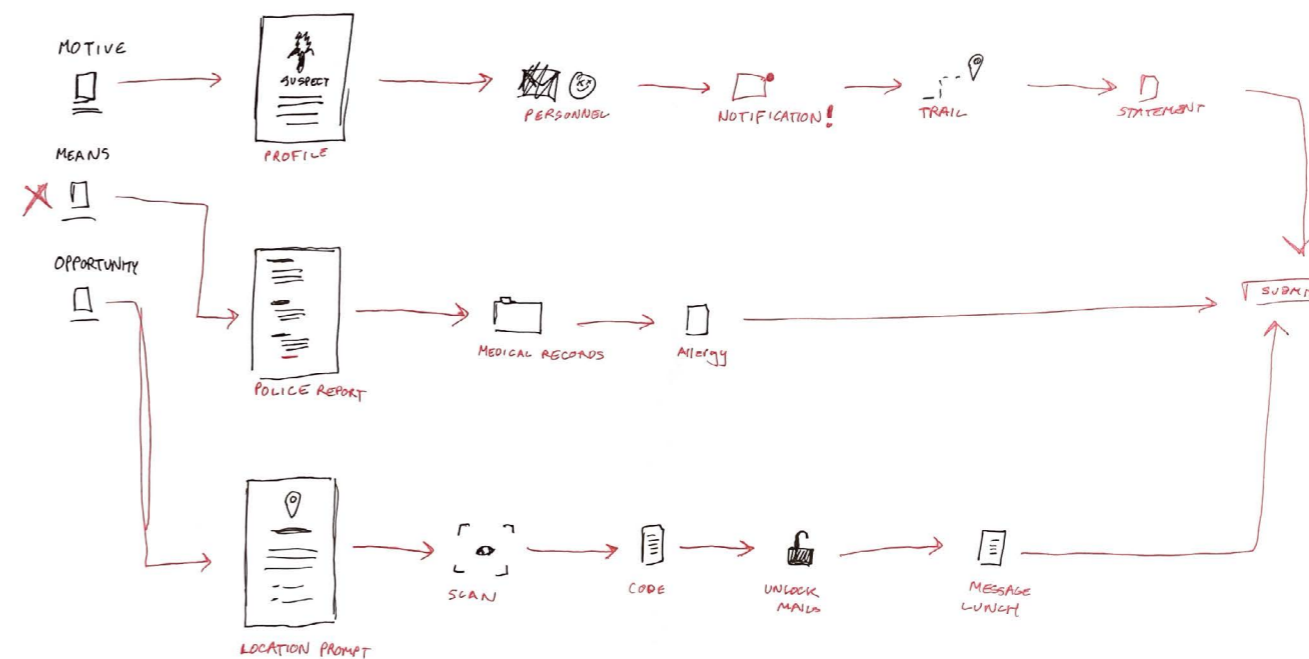 MOTIVE
SUSPECT
PROFILE
PERSONNEL
NOTIFICATION!
TRAIL
STATEMENT
MEANS
OPPORTUNITY
POLICE REPORT
MEDICAL RECORDS
Allergy
SUBMI
LOCATION PROMPT
SCAN
CODE
UNLOCK
MAILS
MESSAGE
LUNCH